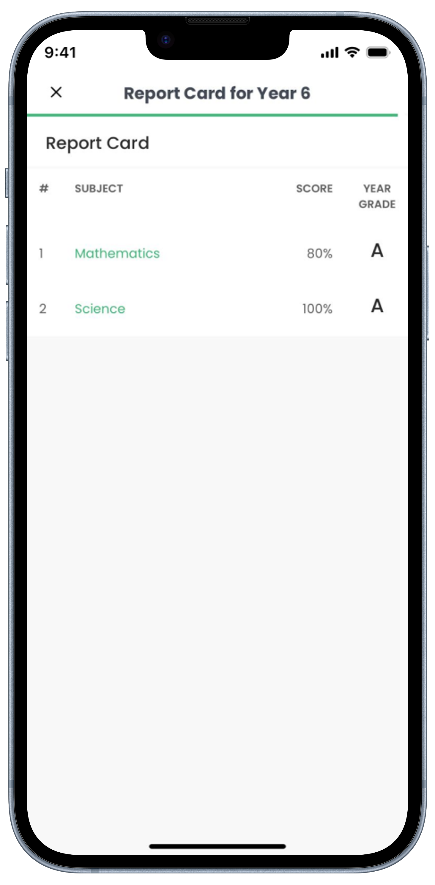 9:41
Report Card for Year 6
Report Card
# SUBJECT SCORE YEAR GRADE
1 Mathematics 80% A
2 Science 100% A